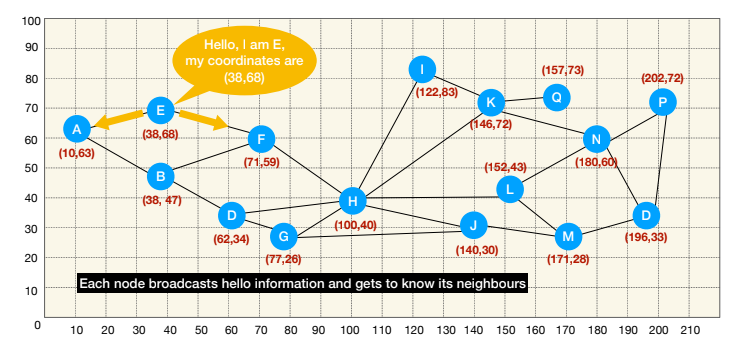 100
90
80
70
60
50
40
30
20
10
0
Hello, I am E,
my coordinates are
(38,68)
I
(122,83)
(157,73)
Q
(202,72)
P
K
(146,72)
E
(38,68)
A
(10,63)
F
(71,59)
N
(180,60)
B
(38, 47)
(152,43)
L
H
(100,40)
D
(62,34)
G
(77,26)
J
(140,30)
M
(171,28)
D
(196,33)
Each node broadcasts hello information and gets to know its neighbours
10 20 30 40 50 60 70 80 90 100 110 120 130 140 150 160 170 180 190 200 210